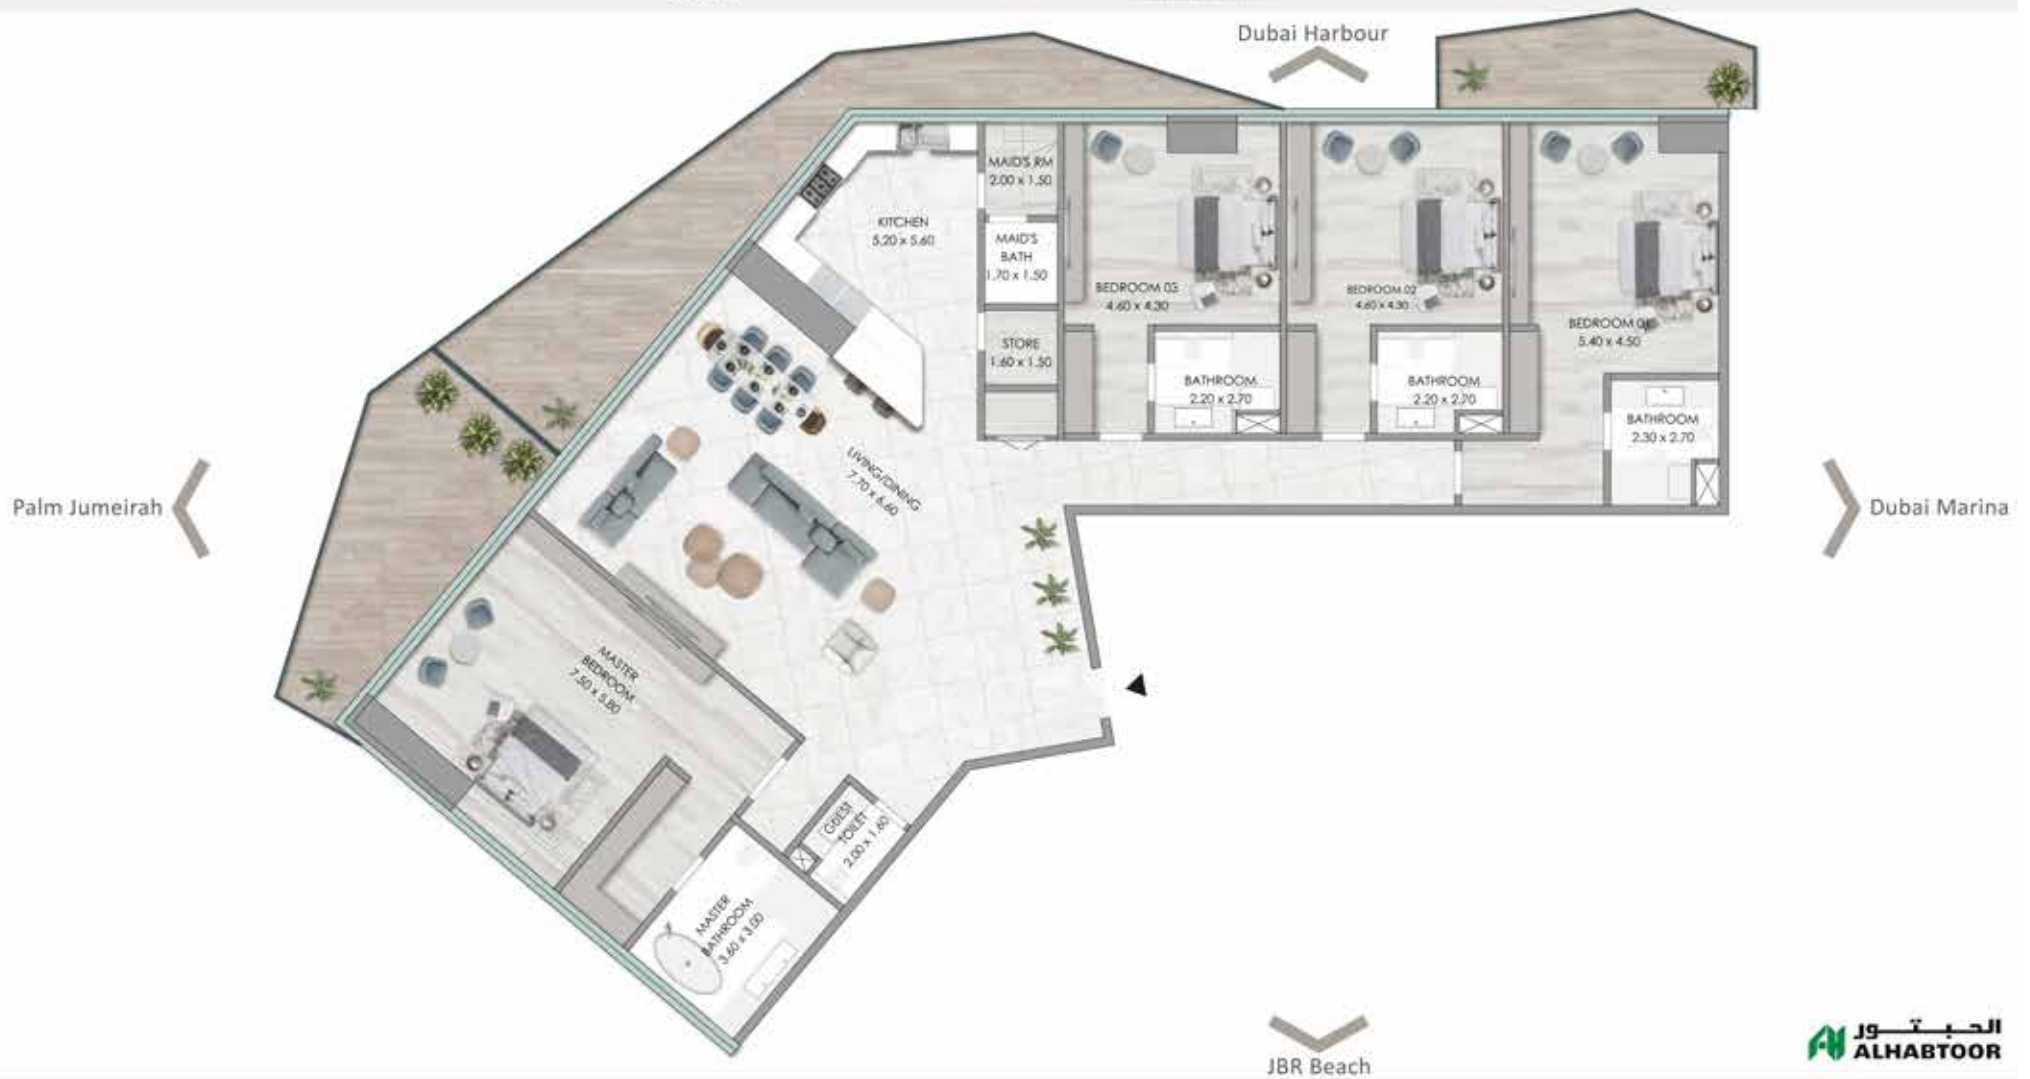 Dubai Harbour
MAID'S RM
2.00 x 1.50
KITCHEN
5.20 x 5.60
MAID'S
BATH
1.70 x 1.50
BEDROOM 03
4.60 x 4.30
BEDROOM 02
4.60 x 4.30
BEDROOM 01
5.40 x 4.50
STORE
1.60 x 1.50
BATHROOM
2.20 x 2.70
BATHROOM
2.20 x 2.70
BATHROOM
2.30 x 2.70
LIVING/DINING
7.70 x 6.60
Palm Jumeirah
Dubai Marina
MASTER
BEDROOM
7.50 x 5.80
GUEST
TOILET
2.00 x 1.60
MASTER
BATHROOM
3.60 x 3.00
JBR Beach
الحبتور
ALHABTOOR